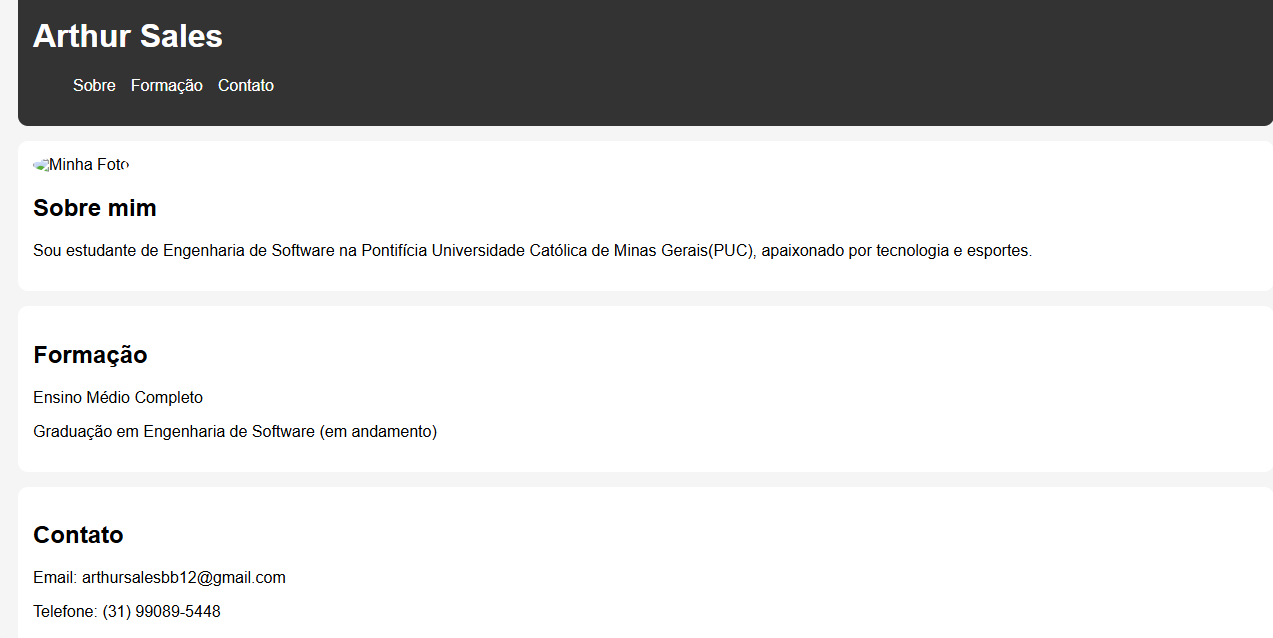 Arthur Sales
Sobre Formação Contato
Minha Foto
Sobre mim
Sou estudante de Engenharia de Software na Pontifícia Universidade Católica de Minas Gerais(PUC), apaixonado por tecnologia e esportes.
Formação
Ensino Médio Completo
Graduação em Engenharia de Software (em andamento)
Contato
Email: arthursalesbb12@gmail.com
Telefone: (31) 99089-5448